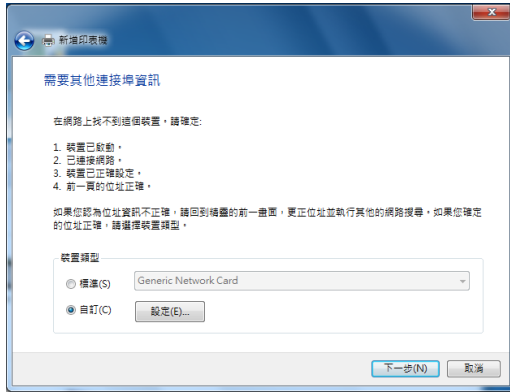 新增印表機
需要其他連接埠資訊
在網路上找不到這個裝置，請確定:
1. 裝置已啟動。
2. 已連接網路。
3. 裝置已正確設定。
4. 前一頁的位址正確。
如果您認為位址資訊不正確，請回到精靈的前一畫面，更正位址並執行其他的網路搜尋。如果您確定
的位址正確，請選擇裝置類型。
裝置類型
標準(S)
Generic Network Card
自訂(C)
設定(E)...
下一步(N)
取消